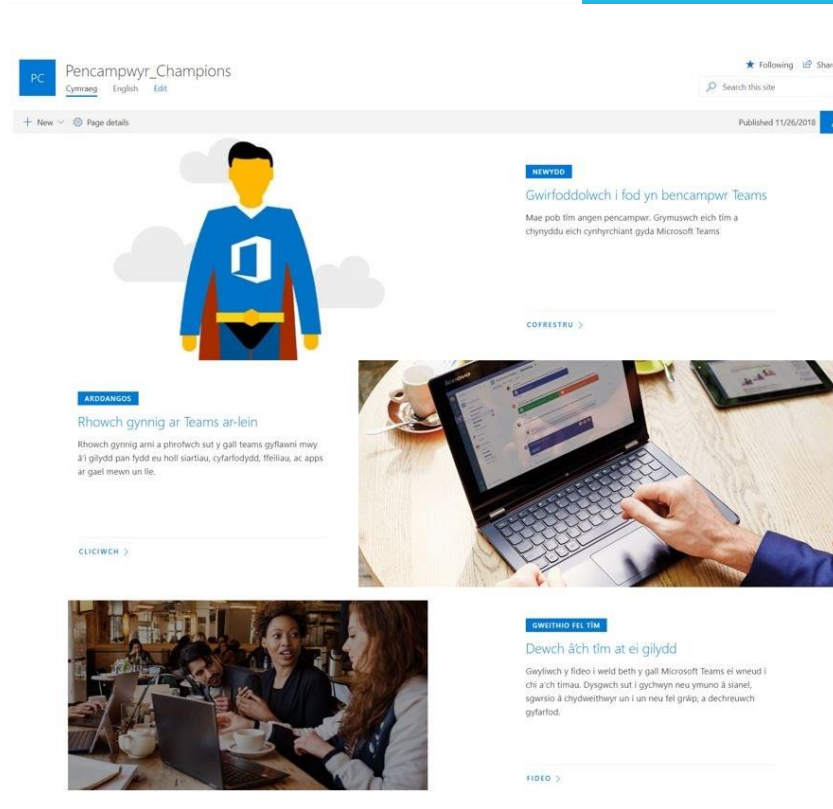 PC
Pencampwyr_Champions
Cymraeg English Edit
Following Share
Search this site
+ New Page details
Published 11/26/2018
NEWYDD
Gwirfoddolwch i fod yn bencampwr Teams
Mae pob tîm angen pencampwr. Grymuswch eich tîm a
chynyddu eich cynhyrchiant gyda Microsoft Teams
COFRESTRU >
ARDDANGOS
Rhowch gynnig ar Teams ar-lein
Rhowch gynnig arni a phrofwch sut y gall teams gyflawni mwy
â'i gilydd pan fydd eu holl siartiau, cyfarfodydd, ffeiliau, ac apps
ar gael mewn un lle.
CLICIWCH >
GWEITHIO FEL TÎM
Dewch â'ch tîm at ei gilydd
Gwyliwch y fideo i weld beth y gall Microsoft Teams ei wneud i
chi a'ch timau. Dysgwch sut i gychwyn neu ymuno â sianel,
sgwrsio â chydweithwyr un i un neu fel grŵp, a dechreuwch
gyfarfod.
FIDEO >